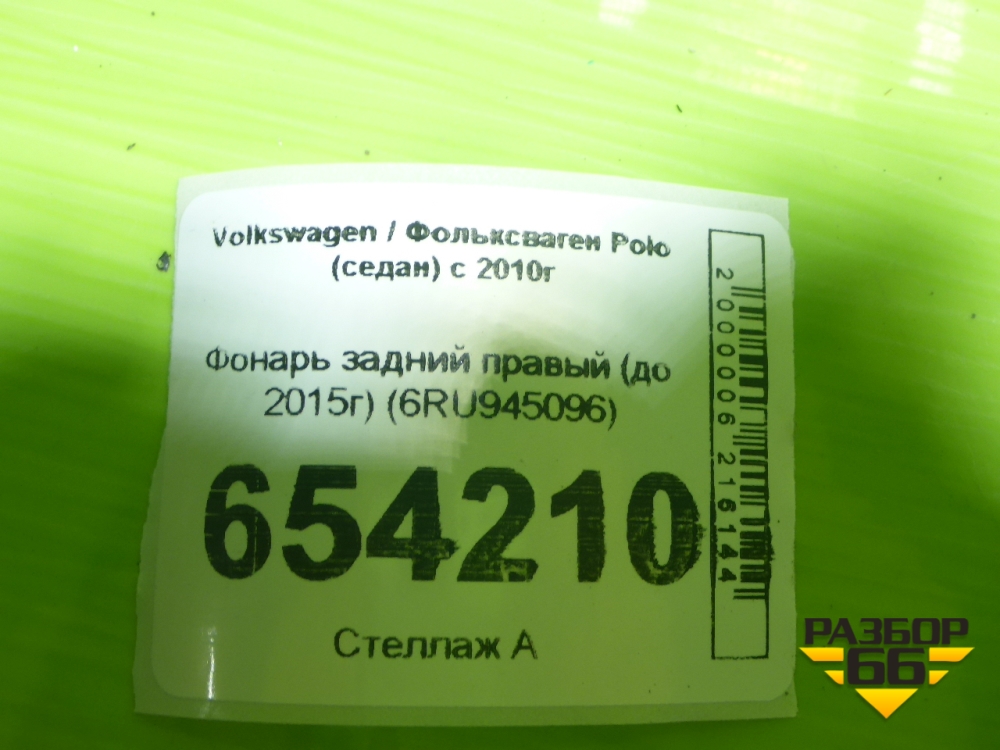 Volkswagen / Фольксваген Polo
(седан) с 2010г
Фонарь задний правый (до
2015г) (6RU945096)
654210
Стеллаж А
2000006216144
РАЗБОР
66